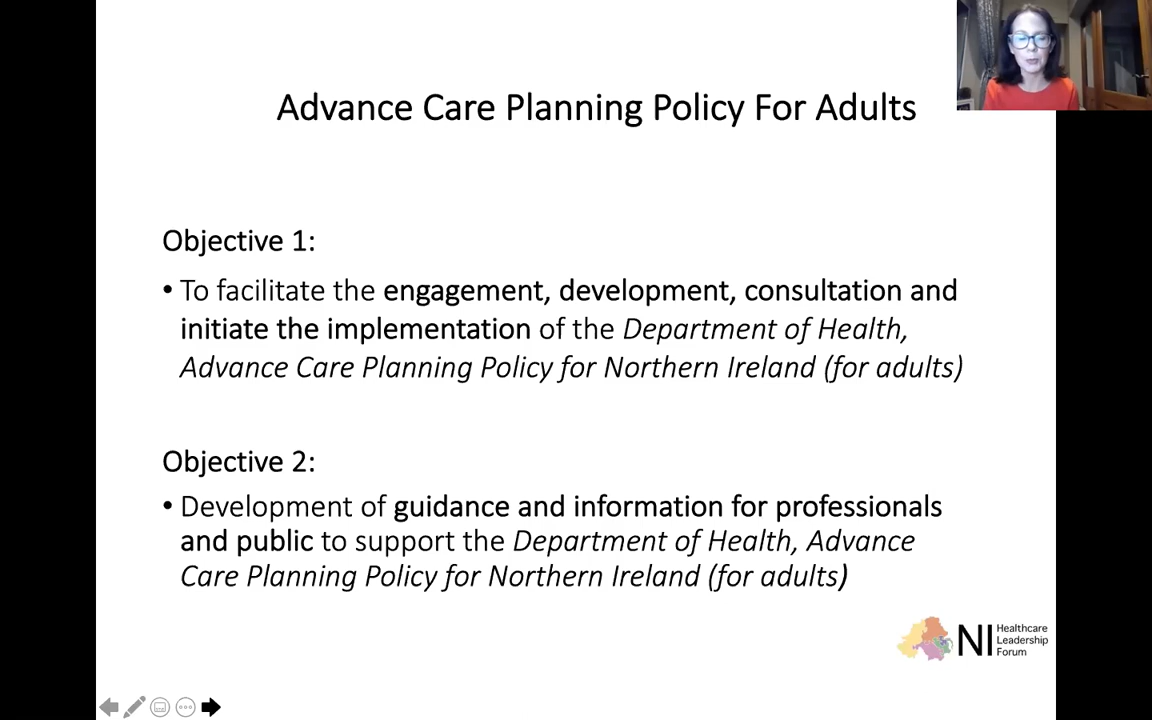 Advance Care Planning Policy For Adults
Objective 1:
• To facilitate the engagement, development, consultation and
initiate the implementation of the Department of Health,
Advance Care Planning Policy for Northern Ireland (for adults)
Objective 2:
• Development of guidance and information for professionals
and public to support the Department of Health, Advance
Care Planning Policy for Northern Ireland (for adults)
NI Healthcare
Leadership
Forum